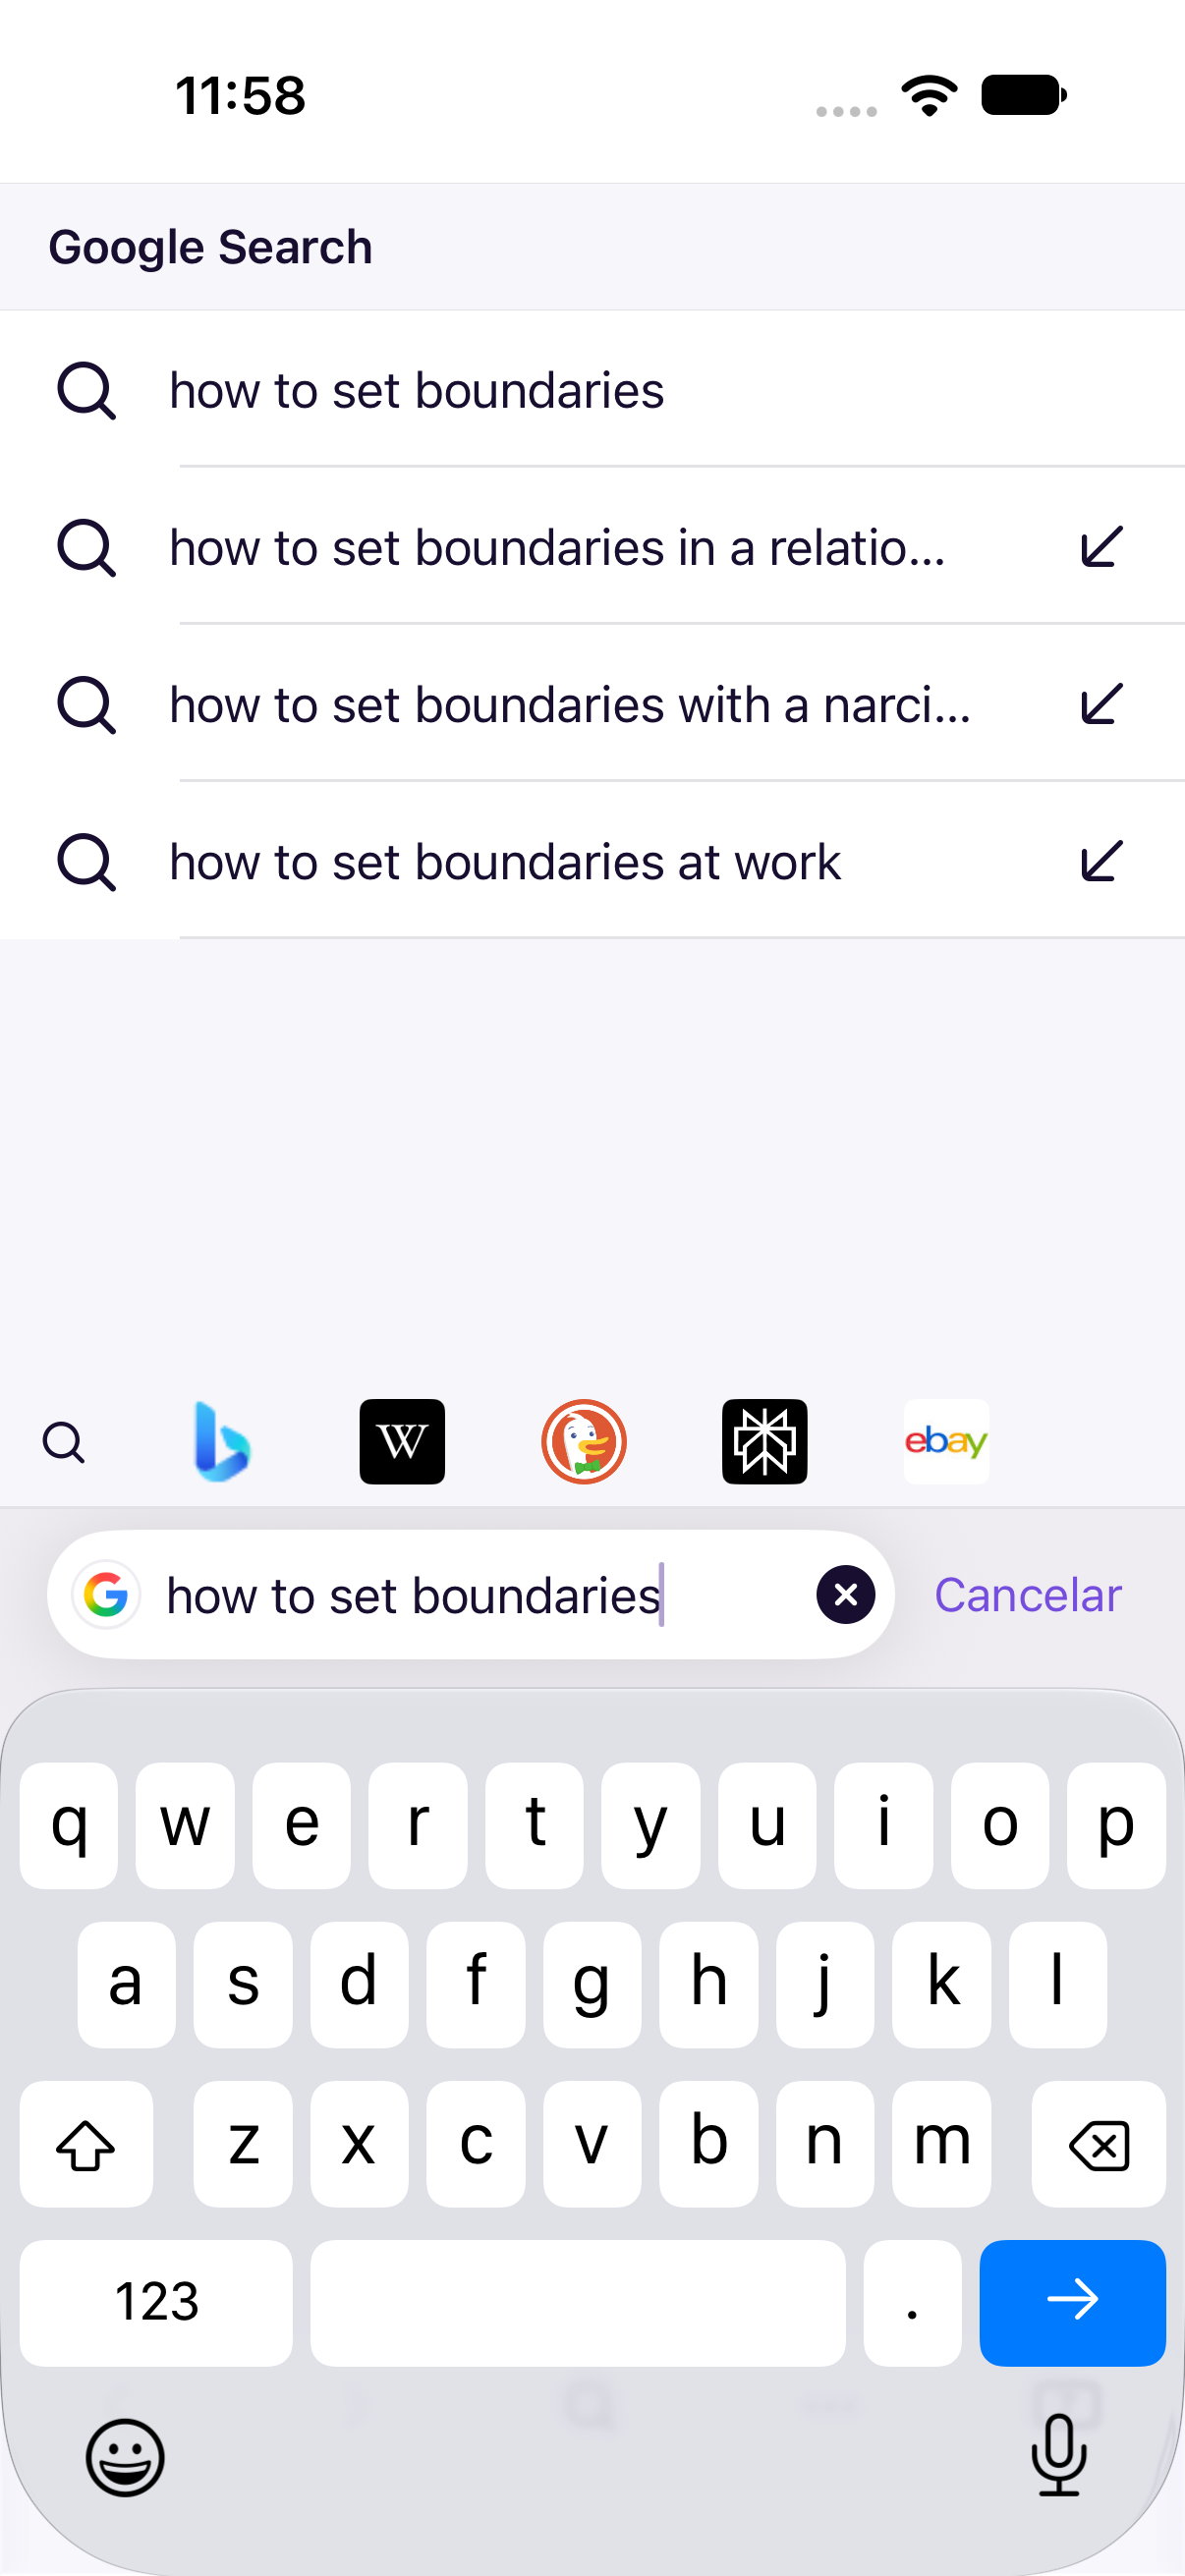 11:58
Google Search
how to set boundaries
how to set boundaries in a relatio...
how to set boundaries with a narci...
how to set boundaries at work
W
ebay
how to set boundaries
Cancelar
q w e r t y u i o p
a s d f g h j k l
z x c v b n m
123 .